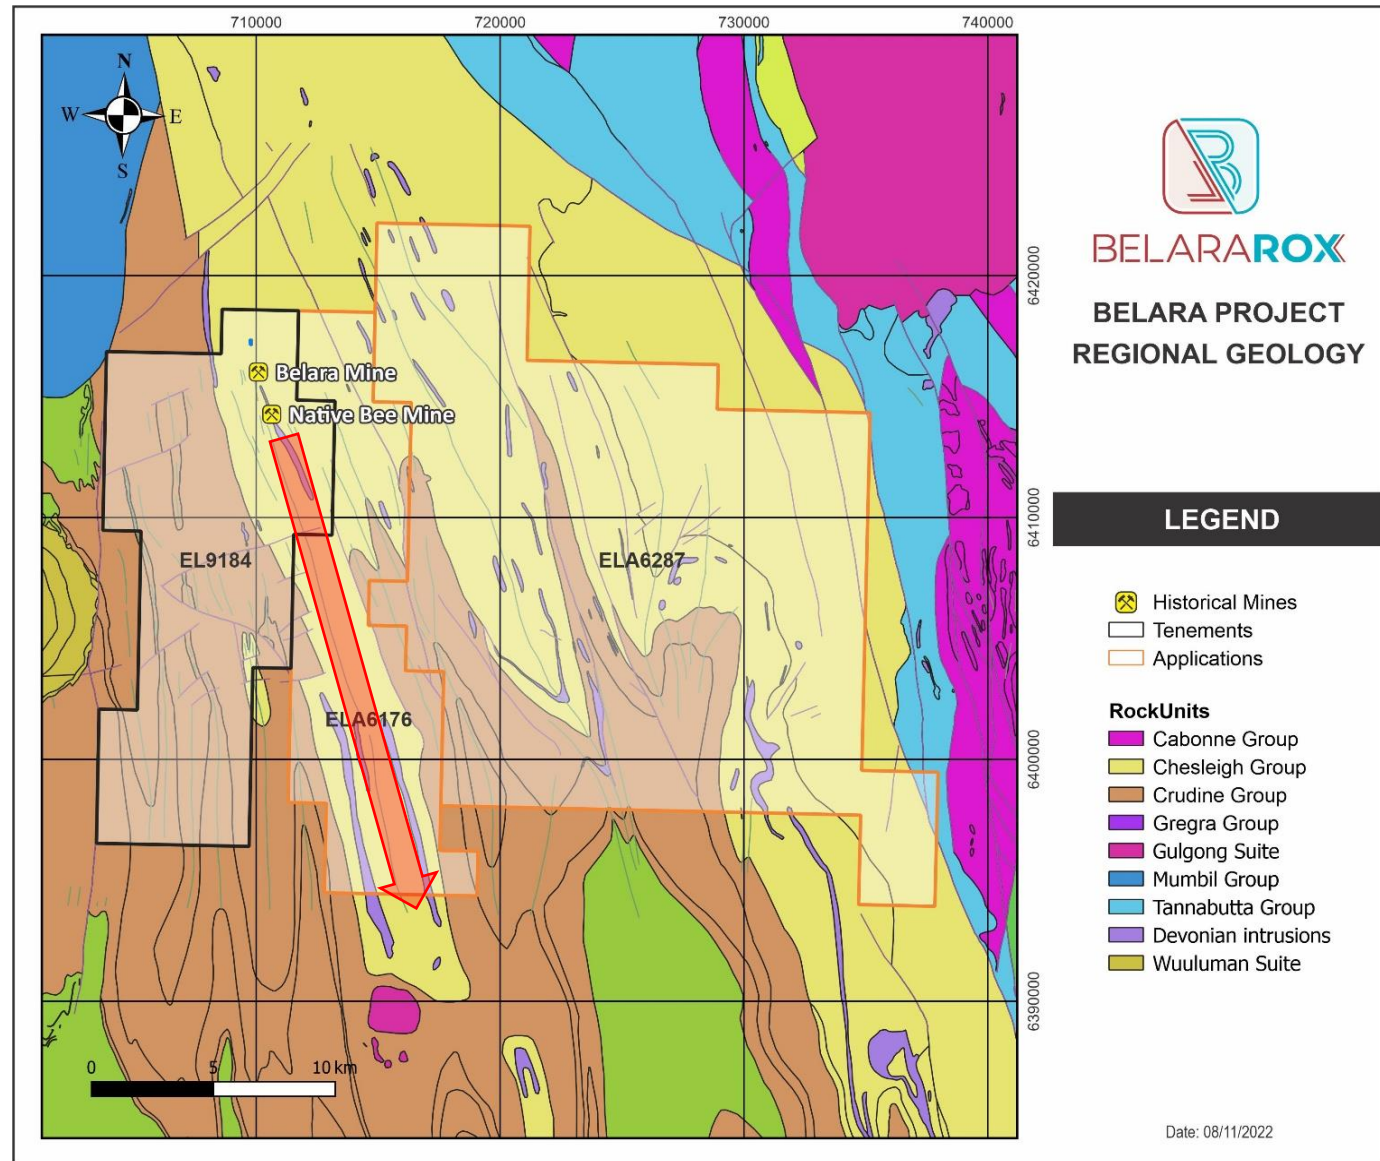 710000
720000
730000
740000
N
W
E
S
6420000
6410000
6400000
6390000
Belara Mine
Native Bee Mine
EL9184
ELA6287
ELA6176
0
5
10 km
BELARAROX
BELARA PROJECT
REGIONAL GEOLOGY
LEGEND
Historical Mines
Tenements
Applications
RockUnits
Cabonne Group
Chesleigh Group
Crudine Group
Gregra Group
Gulgong Suite
Mumbil Group
Tannabutta Group
Devonian intrusions
Wuuluman Suite
Date: 08/11/2022